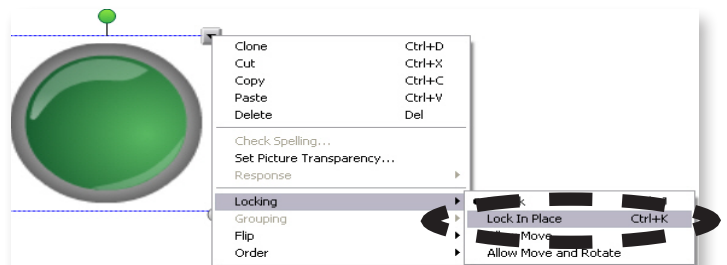 Clone Ctrl+D
Cut Ctrl+X
Copy Ctrl+C
Paste Ctrl+V
Delete Del
Check Spelling...
Set Picture Transparency...
Response
Locking
Grouping
Lock In Place Ctrl+K
Flip
Move
Order
Allow Move and Rotate